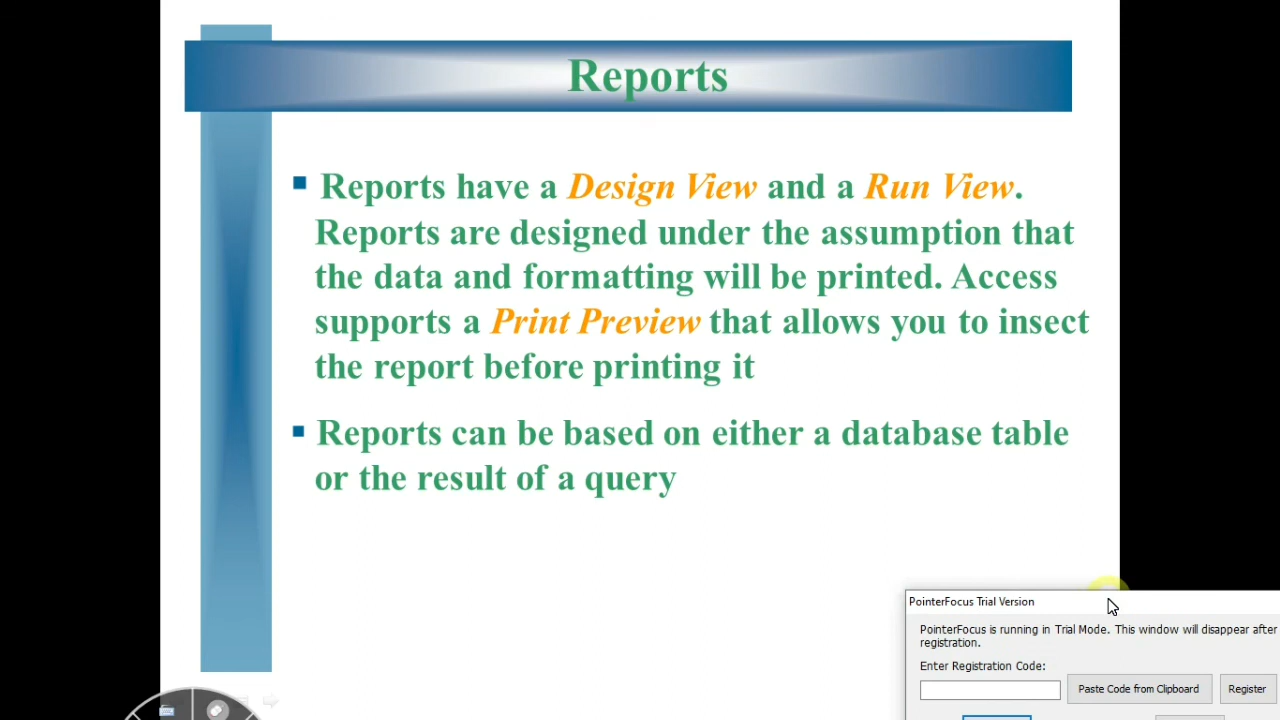 Reports
Reports have a Design View and a Run View.
Reports are designed under the assumption that
the data and formatting will be printed. Access
supports a Print Preview that allows you to insect
the report before printing it
Reports can be based on either a database table
or the result of a query
PointerFocus Trial Version
PointerFocus is running in Trial Mode. This window will disappear after
registration.
Enter Registration Code:
Paste Code from Clipboard
Register